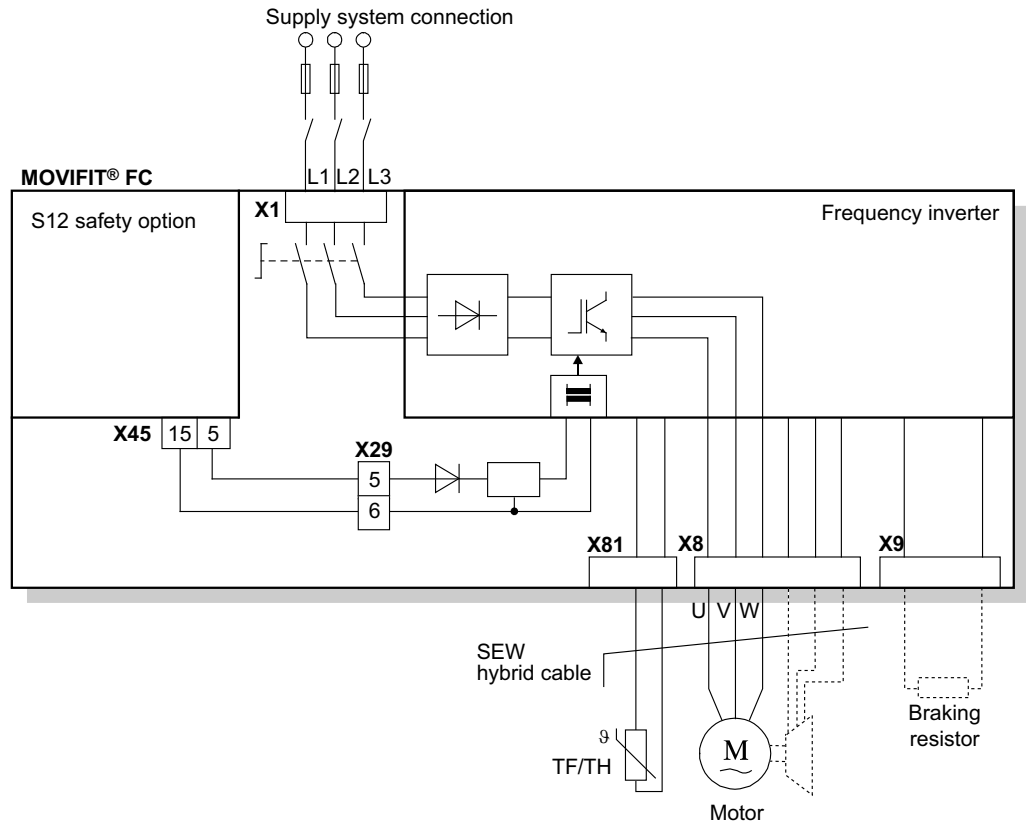 Supply system connection
MOVIFIT® FC
L1 L2 L3
S12 safety option
X1
Frequency inverter
X45 15 5
X29
5
6
X81 X8 X9
U V W
SEW
hybrid cable
Braking
resistor
ϑ
TF/TH
M
Motor